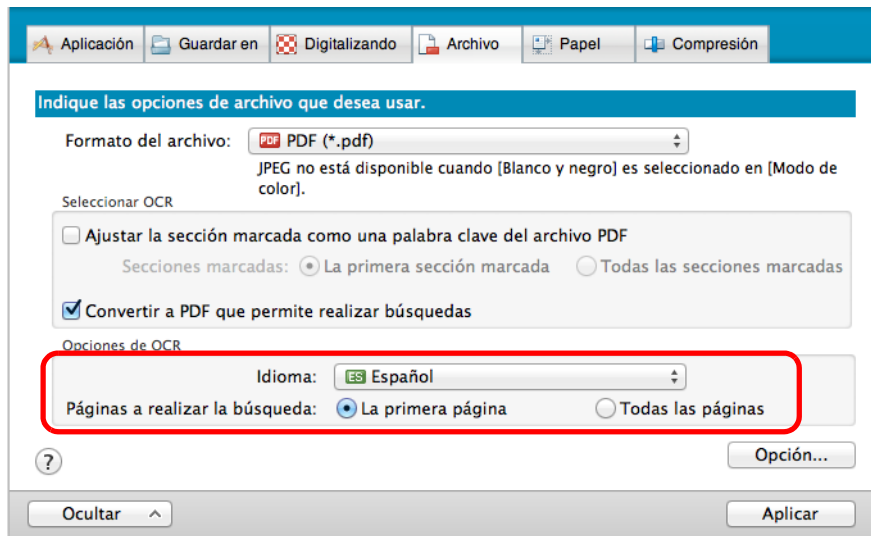 Aplicación Guardar en Digitalizando Archivo Papel Compresión
Indique las opciones de archivo que desea usar.
Formato del archivo: PDF PDF (*.pdf)
JPEG no está disponible cuando [Blanco y negro] es seleccionado en [Modo de
color].
Seleccionar OCR
Ajustar la sección marcada como una palabra clave del archivo PDF
Secciones marcadas: La primera sección marcada Todas las secciones marcadas
Convertir a PDF que permite realizar búsquedas
Opciones de OCR
Idioma: ES Español
Páginas a realizar la búsqueda: La primera página Todas las páginas
? Opción...
Ocultar Aplicar